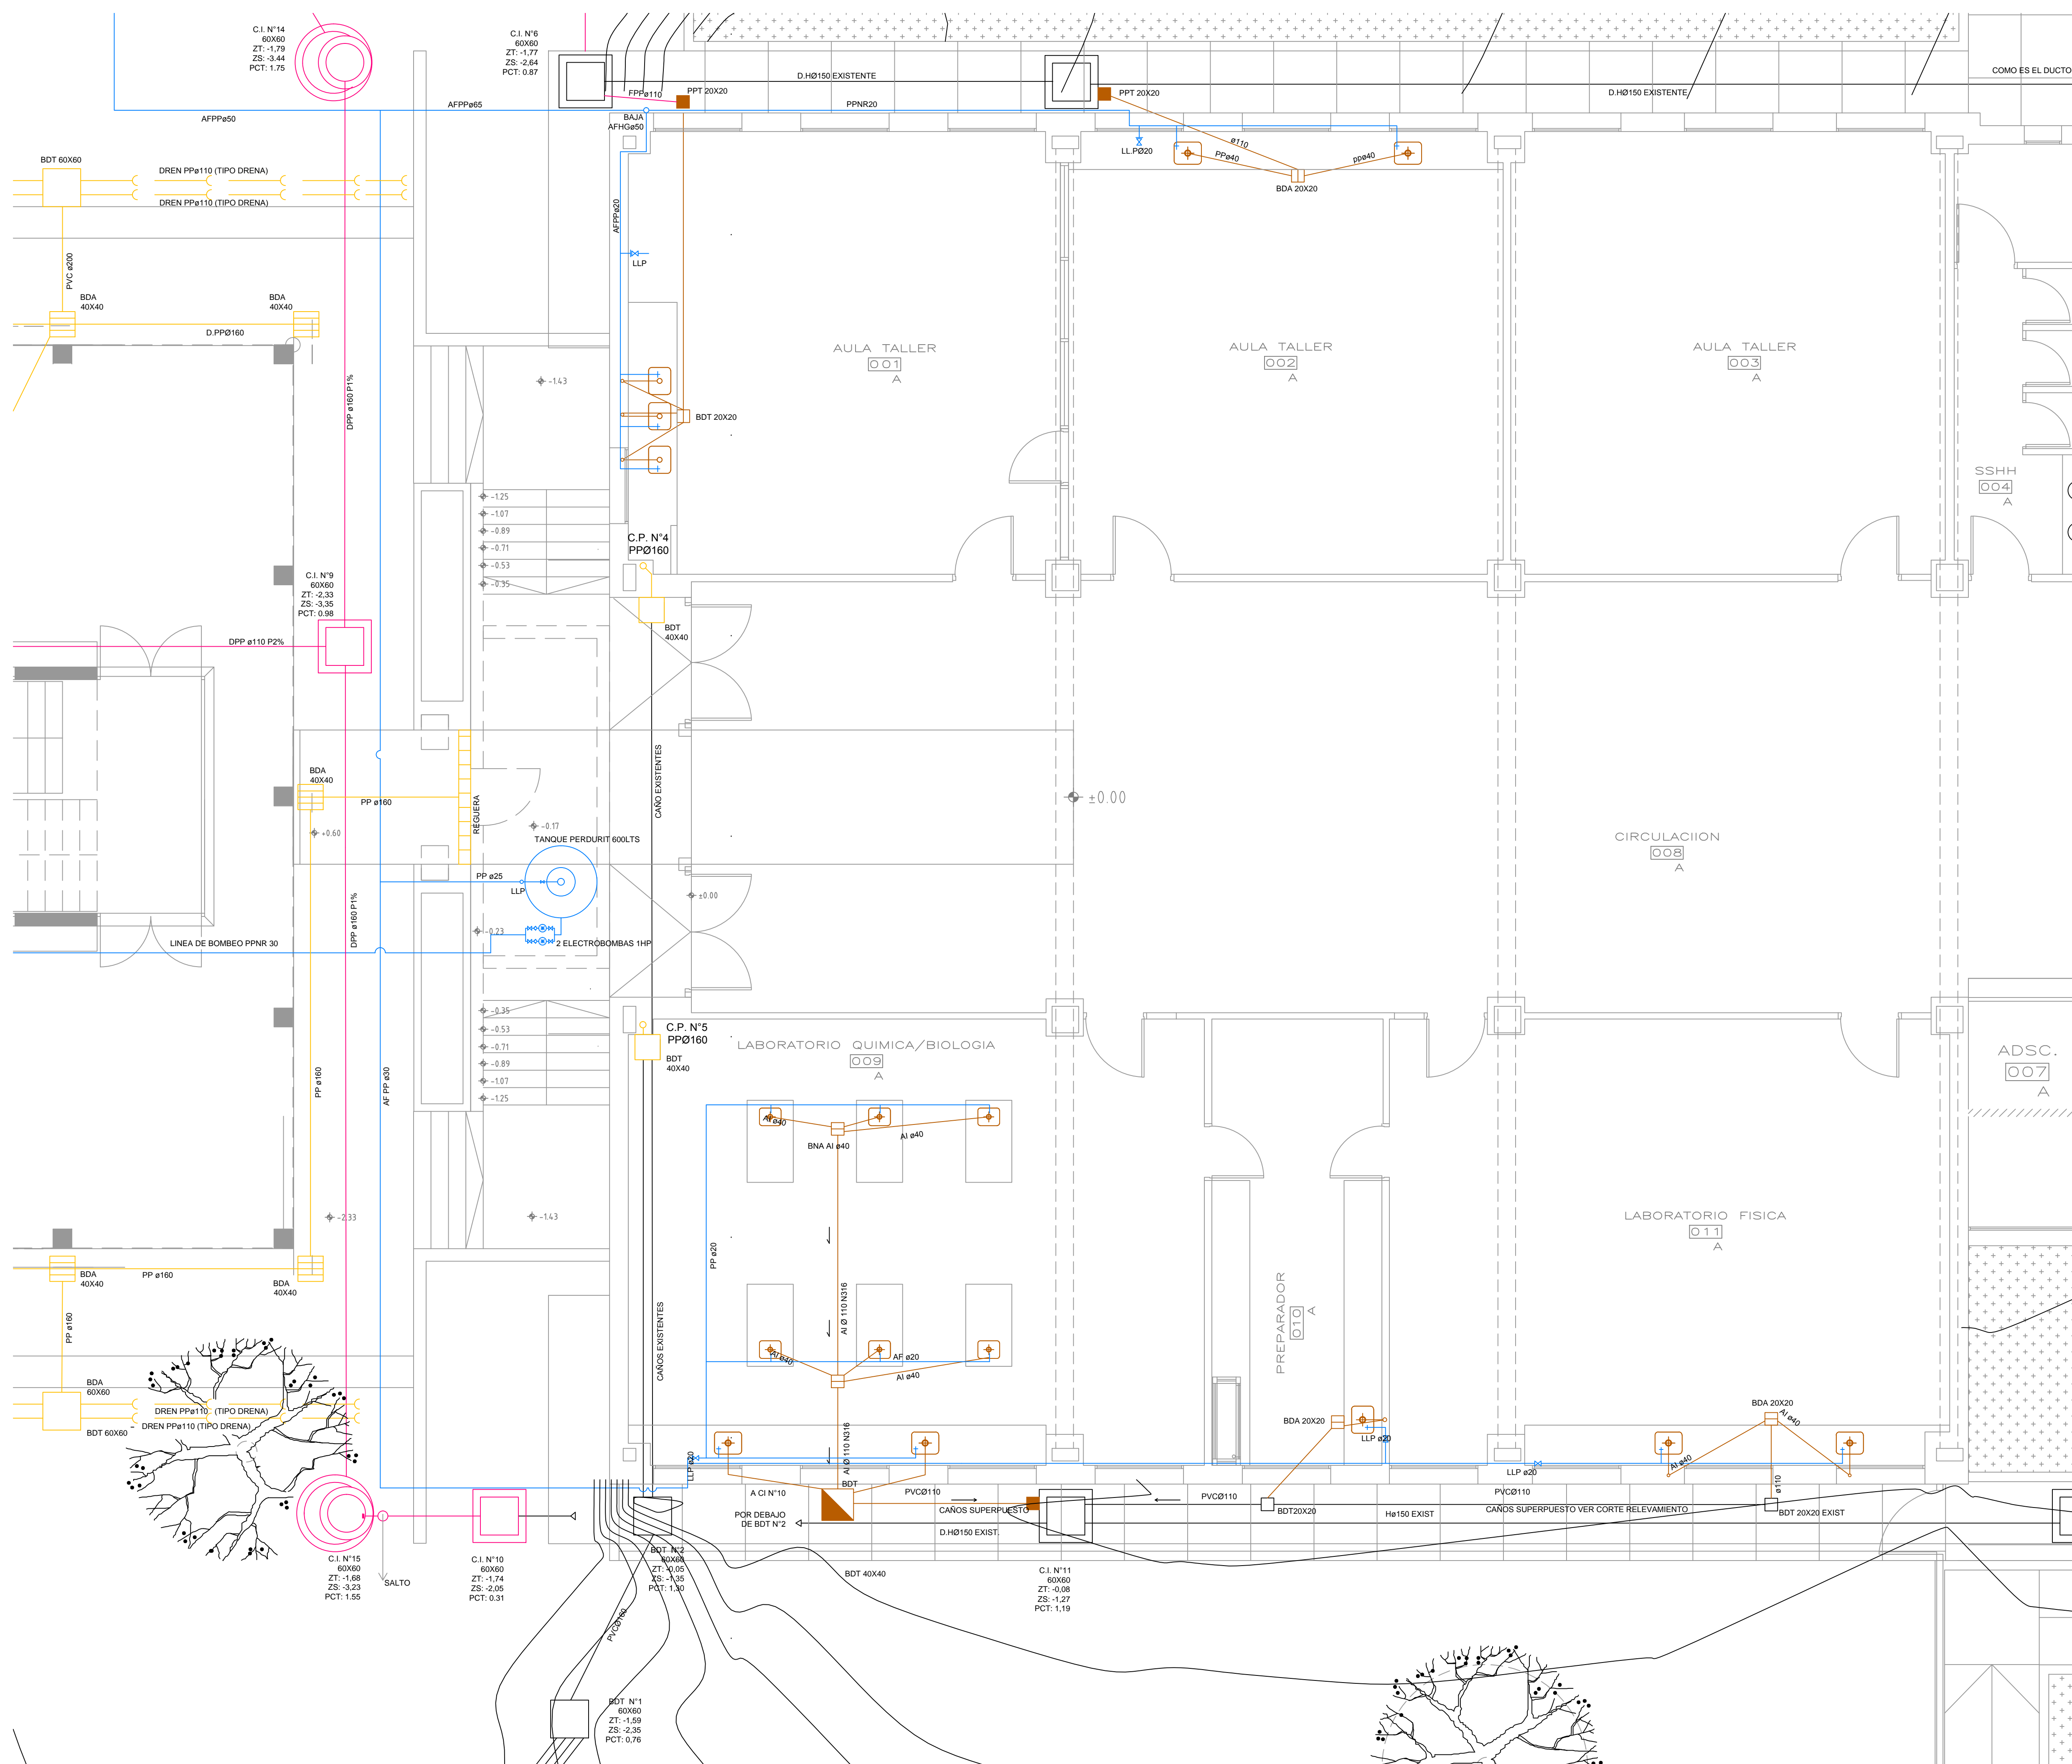 C.I. N°14
60X60
ZT: -1,79
ZS: -3.44
PCT: 1.75
C.I. N°6
60X60
ZT: -1,77
ZS: -2,64
PCT: 0.87
D.HØ150 EXISTENTE
COMO ES EL DUCTO
FPPø110
PPT 20X20
PPT 20X20
D.HØ150 EXISTENTE
AFPPø65
PPNR20
AFPPø50
BAJA
AFHGø50
ø110
LL.PØ20
PPø40
ppø40
BDA 20X20
BDT 60X60
DREN PPø110 (TIPO DRENA)
DREN PPø110 (TIPO DRENA)
AFPPø20
LLP
PVC ø200
BDA
40X40
BDA
40X40
D.PPØ160
AULA TALLER
001
A
AULA TALLER
002
A
AULA TALLER
003
A
-1.43
DPP ø160 P1%
BDT 20X20
SSHH
004
A
-1.25
-1.07
-0.89
-0.71
-0.53
-0.35
C.P. N°4
PPØ160
C.I. N°9
60X60
ZT: -2,33
ZS: -3,35
PCT: 0.98
BDT
40X40
DPP ø110 P2%
BDA
40X40
PP ø160
REGUERA
CAÑO EXISTENTES
±0.00
+0.60
-0.17
TANQUE PERDURIT 600LTS
CIRCULACIION
008
A
PP ø25
LLP
±0.00
DPP ø160 P1%
-0.23
LINEA DE BOMBEO PPNR 30
2 ELECTROBOMBAS 1HP
-0.35
-0.53
-0.71
-0.89
-1.07
-1.25
C.P. N°5
PPØ160
BDT
40X40
LABORATORIO QUIMICA/BIOLOGIA
009
A
ADSC.
007
A
PP ø160
AF PP ø30
AI ø40
AI ø40
BNA AI ø40
-2.33
-1.43
LABORATORIO FISICA
011
A
PP ø20
BDA
40X40
PP ø160
BDA
40X40
AI Ø 110 N316
PREPARADOR
010
A
PP ø160
CAÑOS EXISTENTES
AI ø40
AF ø20
AI ø40
BDA
60X60
DREN PPø110 (TIPO DRENA)
DREN PPø110 (TIPO DRENA)
BDT 60X60
BDA 20X20
BDA 20X20
AI ø40
LLP ø20
AI Ø 110 N316
LLP ø20
AI ø40
LLP ø20
ø110
BDT
A CI N°10
PVCØ110
PVCØ110
PVCØ110
POR DEBAJO
DE BDT N°2
CAÑOS SUPERPUESTO
BDT20X20
Hø150 EXIST
CAÑOS SUPERPUESTO VER CORTE RELEVAMIENTO
BDT 20X20 EXIST
D.HØ150 EXIST.
C.I. N°15
60X60
ZT: -1,68
ZS: -3,23
PCT: 1.55
SALTO
C.I. N°10
60X60
ZT: -1,74
ZS: -2,05
PCT: 0,31
BDT N°2
60X60
ZT: -0,05
ZS: -1,35
PCT: 1,30
BDT 40X40
C.I. N°11
60X60
ZT: -0,08
ZS: -1,27
PCT: 1,19
PVCØ160
BDT N°1
60X60
ZT: -1,59
ZS: -2,35
PCT: 0,76